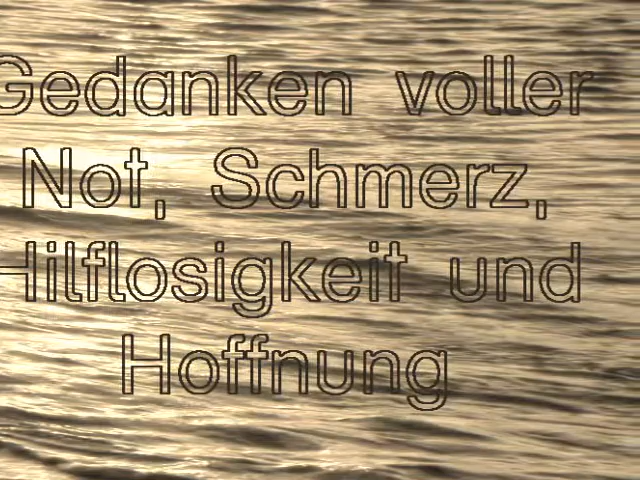 Gedanken voller
Not, Schmerz,
Hilflosigkeit und
Hoffnung